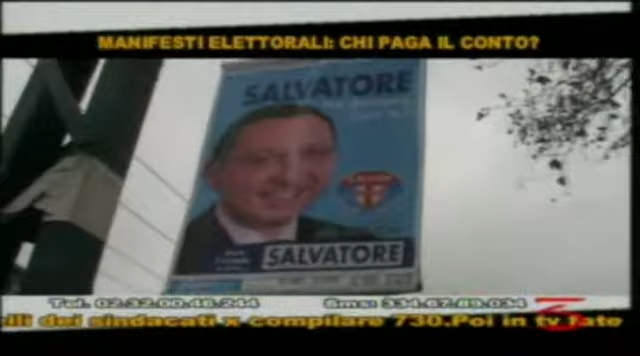 MANIFESTI ELETTORALI: CHI PAGA IL CONTO?
SALVATORE
SALVATORE
Tel. 02.32.00.46.244 Sms: 334.67.89.034
dei sindacati x compilare 730.Poi in tv fate